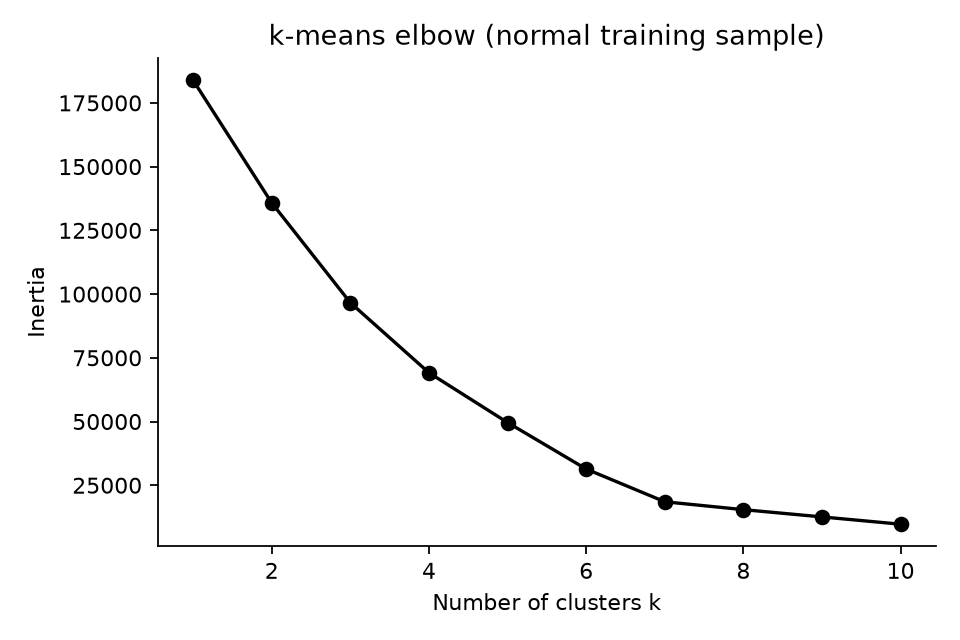 k-means elbow (normal training sample)
175000
150000
125000
100000
75000
50000
25000
Inertia
2 4 6 8 10
Number of clusters k